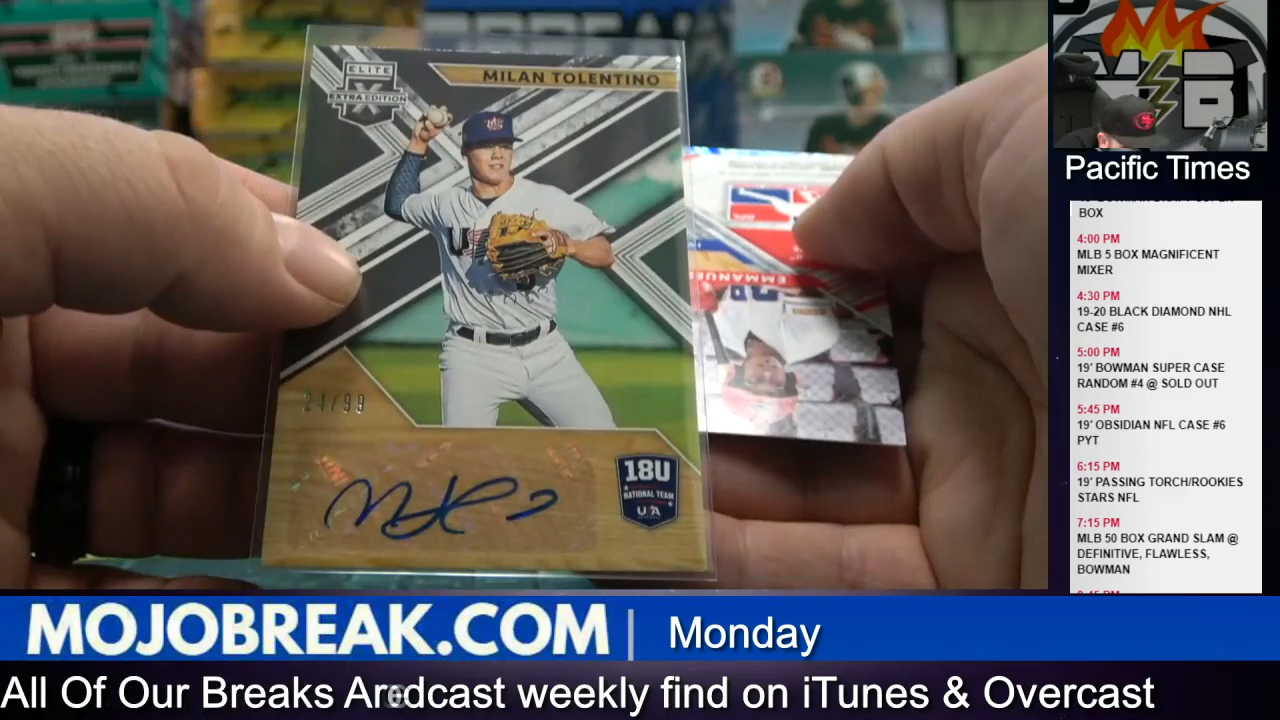 ELITE
X
EXTRA EDITION
MILAN TOLENTINO
24/99
18U
NATIONAL TEAM
USA
EMMANUEL
Pacific Times
BOX
4:00 PM
MLB 5 BOX MAGNIFICENT
MIXER
4:30 PM
19-20 BLACK DIAMOND NHL
CASE #6
5:00 PM
19' BOWMAN SUPER CASE
RANDOM #4 @ SOLD OUT
5:45 PM
19' OBSIDIAN NFL CASE #6
PYT
6:15 PM
19' PASSING TORCH/ROOKIES
STARS NFL
7:15 PM
MLB 50 BOX GRAND SLAM @
DEFINITIVE, FLAWLESS,
BOWMAN
MOJOBREAK.COM
Monday
All Of Our Breaks Aredcast weekly find on iTunes & Overcast